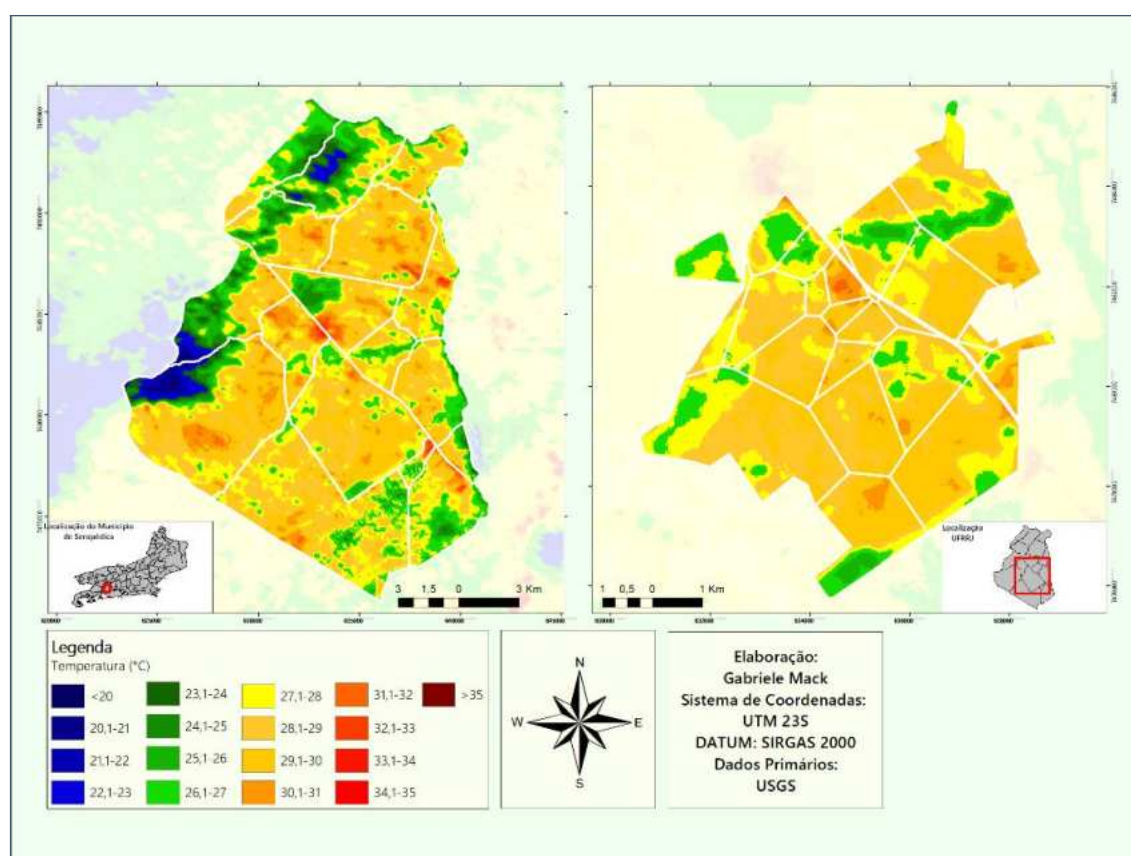 Localização do Município
de Seropédica
3 1,5 0 3 Km
Localização
UFRRJ
1 0,5 0 1 Km
Legenda
Temperatura (°C)
<20
20,1-21
21,1-22
22,1-23
23,1-24
24,1-25
25,1-26
26,1-27
27,1-28
28,1-29
29,1-30
30,1-31
31,1-32
32,1-33
33,1-34
34,1-35
>35
N
W
E
S
Elaboração:
Gabriele Mack
Sistema de Coordenadas:
UTM 23S
DATUM: SIRGAS 2000
Dados Primários:
USGS